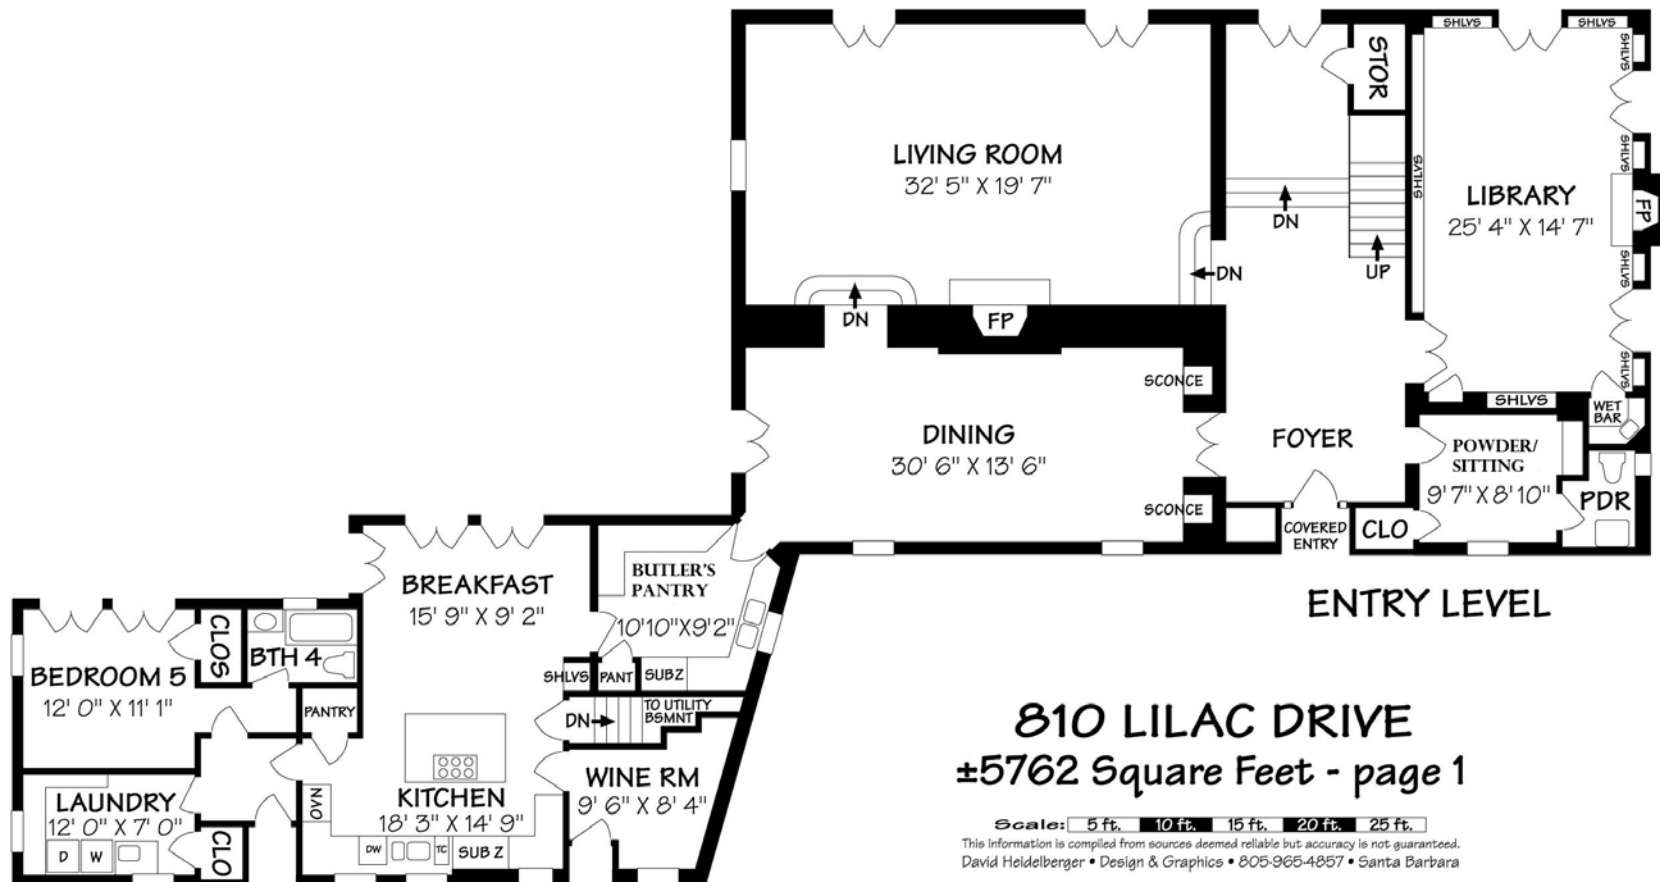 SHLVS
SHLVS
STOR
SHLVS
SHLVS
SHLVS
LIVING ROOM
32' 5" X 19' 7"
LIBRARY
25' 4" X 14' 7"
FP
DN
UP
DN
SHLVS
DN
FP
SCONCE
SHLVS
SHLVS
WET
BAR
DINING
30' 6" X 13' 6"
FOYER
POWDER/
SITTING
9' 7" X 8' 10"
PDR
SCONCE
COVERED
ENTRY
CLO
ENTRY LEVEL
BREAKFAST
15' 9" X 9' 2"
BUTLER'S
PANTRY
10'10"X9'2"
CLOS
BTH 4
BEDROOM 5
12' 0" X 11' 1"
SHLVS
PANT
SUBZ
PANTRY
DN
TO UTILITY
BSMNT
WINE RM
9' 6" X 8' 4"
OVN
KITCHEN
18' 3" X 14' 9"
DW
TC
SUB Z
LAUNDRY
12' 0" X 7' 0"
D
W
CLO
810 LILAC DRIVE
±5762 Square Feet - page 1
Scale: 5 ft. 10 ft. 15 ft. 20 ft. 25 ft.
This information is compiled from sources deemed reliable but accuracy is not guaranteed.
David Heidelberger • Design & Graphics • 805-965-4857 • Santa Barbara